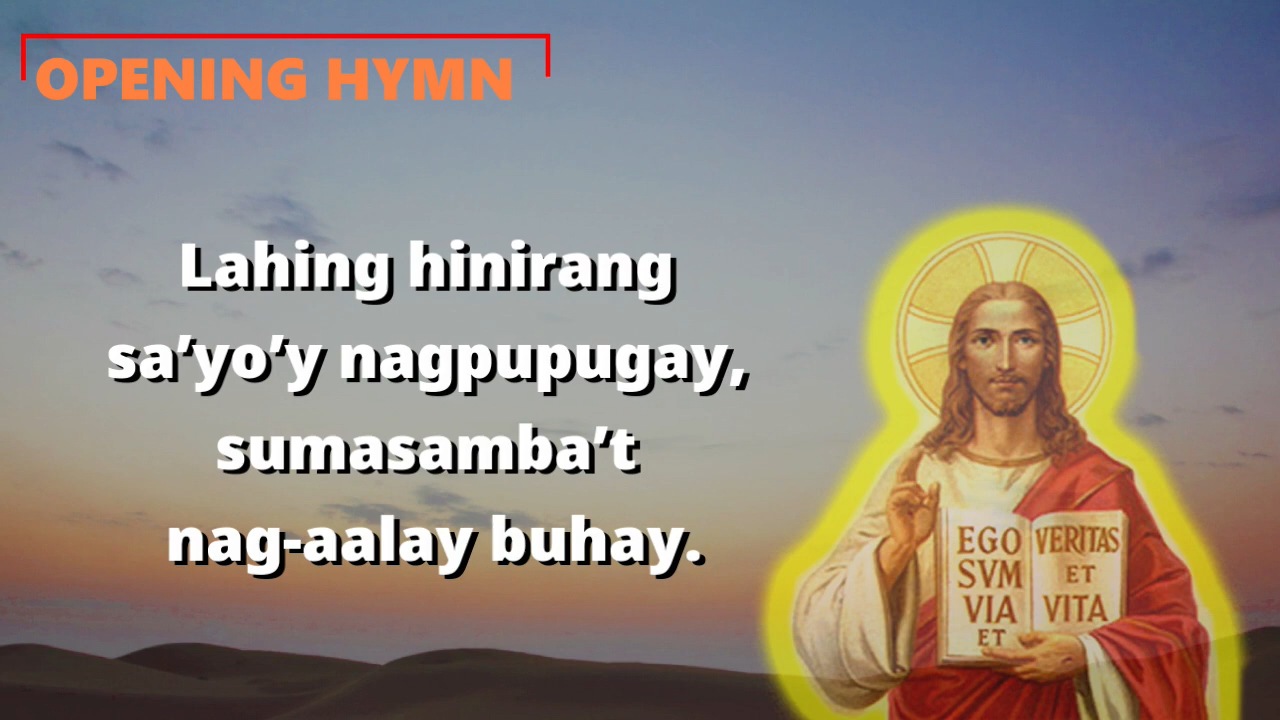 OPENING HYMN
Lahing hinirang
sa’yo’y nagpupugay,
sumasamba’t
nag-aalay buhay.
EGO
SVM
VIA
ET
VERITAS
ET
VITA